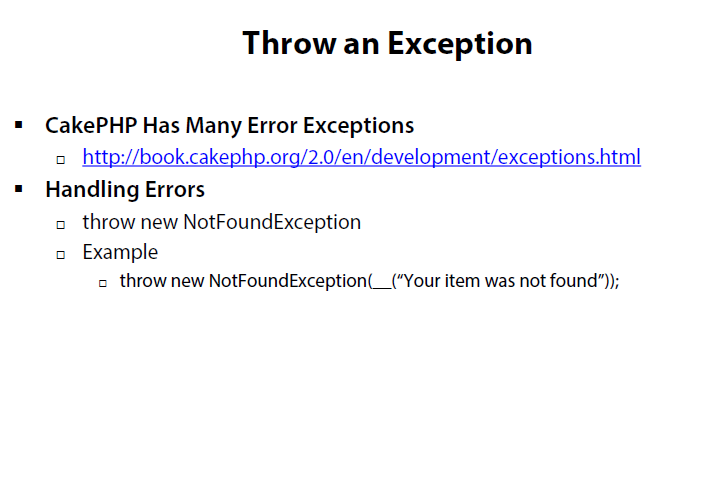 Throw an Exception
CakePHP Has Many Error Exceptions
http://book.cakephp.org/2.0/en/development/exceptions.html
Handling Errors
throw new NotFoundException
Example
throw new NotFoundException(__(“Your item was not found”));